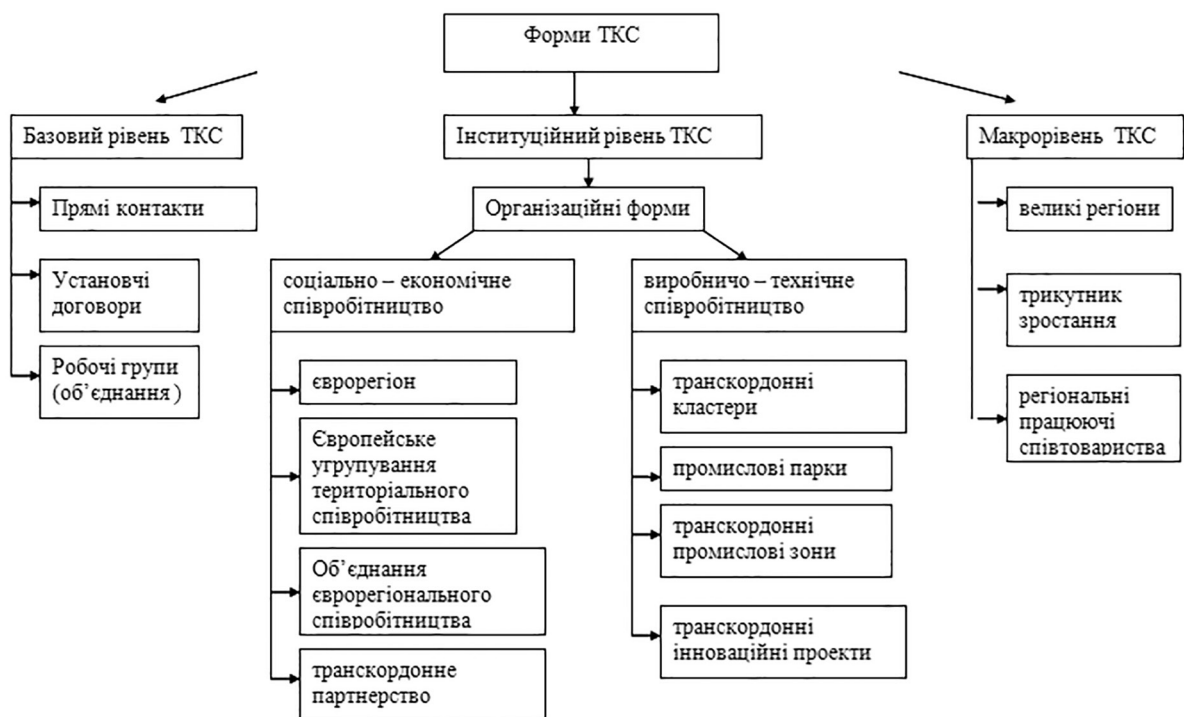 Форми ТКС
Базовий рівень ТКС
Прямі контакти
Установчі
договори
Робочі групи
(об’єднання )
Інституційний рівень ТКС
Організаційні форми
соціально – економічне
співробітництво
єврорегіон
Європейське
угрупування
територіального
співробітництва
Об’єднання
єврорегіонального
співробітництва
транскордонне
партнерство
виробничо – технічне
співробітництво
транскордонні
кластери
промислові парки
транскордонні
промислові зони
транскордонні
інноваційні проекти
Макрорівень ТКС
великі регіони
трикутник
зростання
регіональні
працюючі
співтовариства